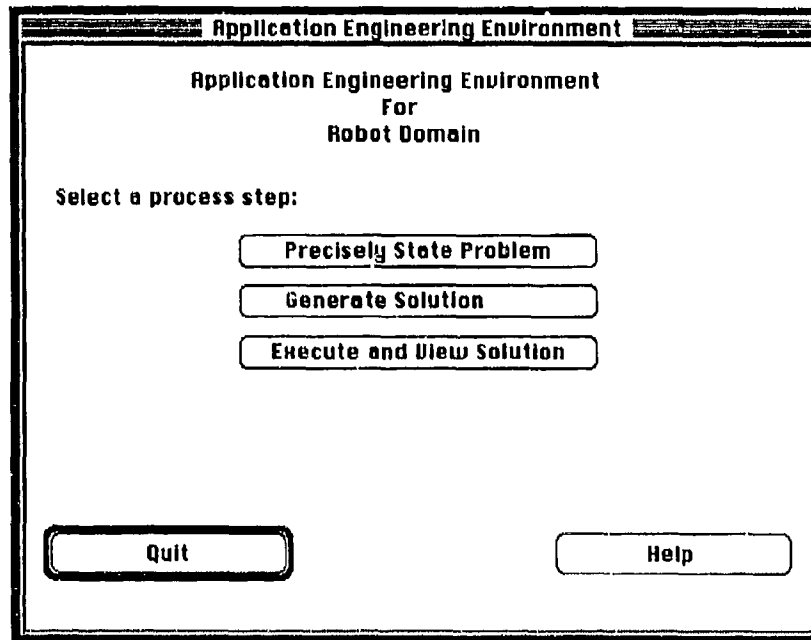 Application Engineering Environment
Application Engineering Environment
For
Robot Domain
Select a process step:
Precisely State Problem
Generate Solution
Execute and View Solution
Quit
Help